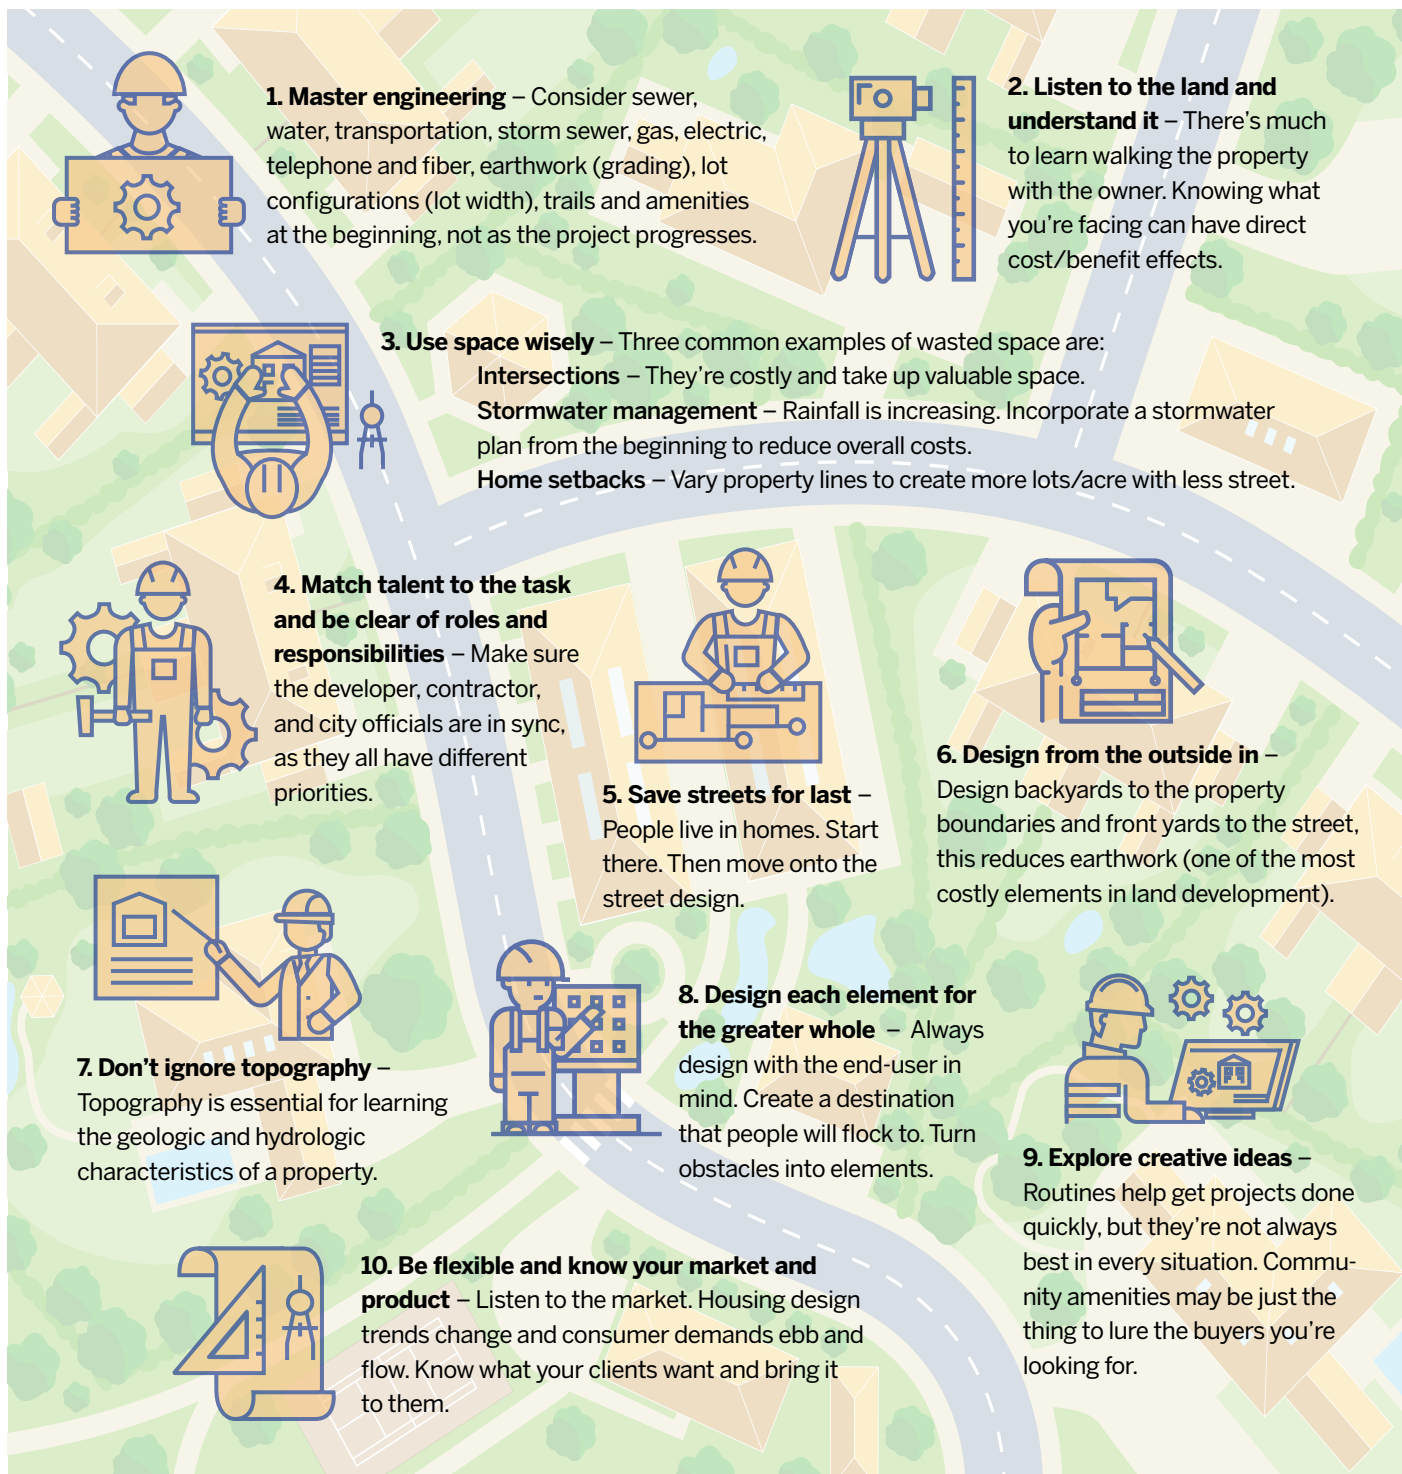 1. Master engineering – Consider sewer,
water, transportation, storm sewer, gas, electric,
telephone and fiber, earthwork (grading), lot
configurations (lot width), trails and amenities
at the beginning, not as the project progresses.
2. Listen to the land and
understand it – There’s much
to learn walking the property
with the owner. Knowing what
you’re facing can have direct
cost/benefit effects.
3. Use space wisely – Three common examples of wasted space are:
Intersections – They’re costly and take up valuable space.
Stormwater management – Rainfall is increasing. Incorporate a stormwater
plan from the beginning to reduce overall costs.
Home setbacks – Vary property lines to create more lots/acre with less street.
4. Match talent to the task
and be clear of roles and
responsibilities – Make sure
the developer, contractor,
and city officials are in sync,
as they all have different
priorities.
5. Save streets for last –
People live in homes. Start
there. Then move onto the
street design.
6. Design from the outside in –
Design backyards to the property
boundaries and front yards to the street,
this reduces earthwork (one of the most
costly elements in land development).
7. Don’t ignore topography –
Topography is essential for learning
the geologic and hydrologic
characteristics of a property.
8. Design each element for
the greater whole – Always
design with the end-user in
mind. Create a destination
that people will flock to. Turn
obstacles into elements.
9. Explore creative ideas –
Routines help get projects done
quickly, but they’re not always
best in every situation. Commu-
nity amenities may be just the
thing to lure the buyers you’re
looking for.
10. Be flexible and know your market and
product – Listen to the market. Housing design
trends change and consumer demands ebb and
flow. Know what your clients want and bring it
to them.